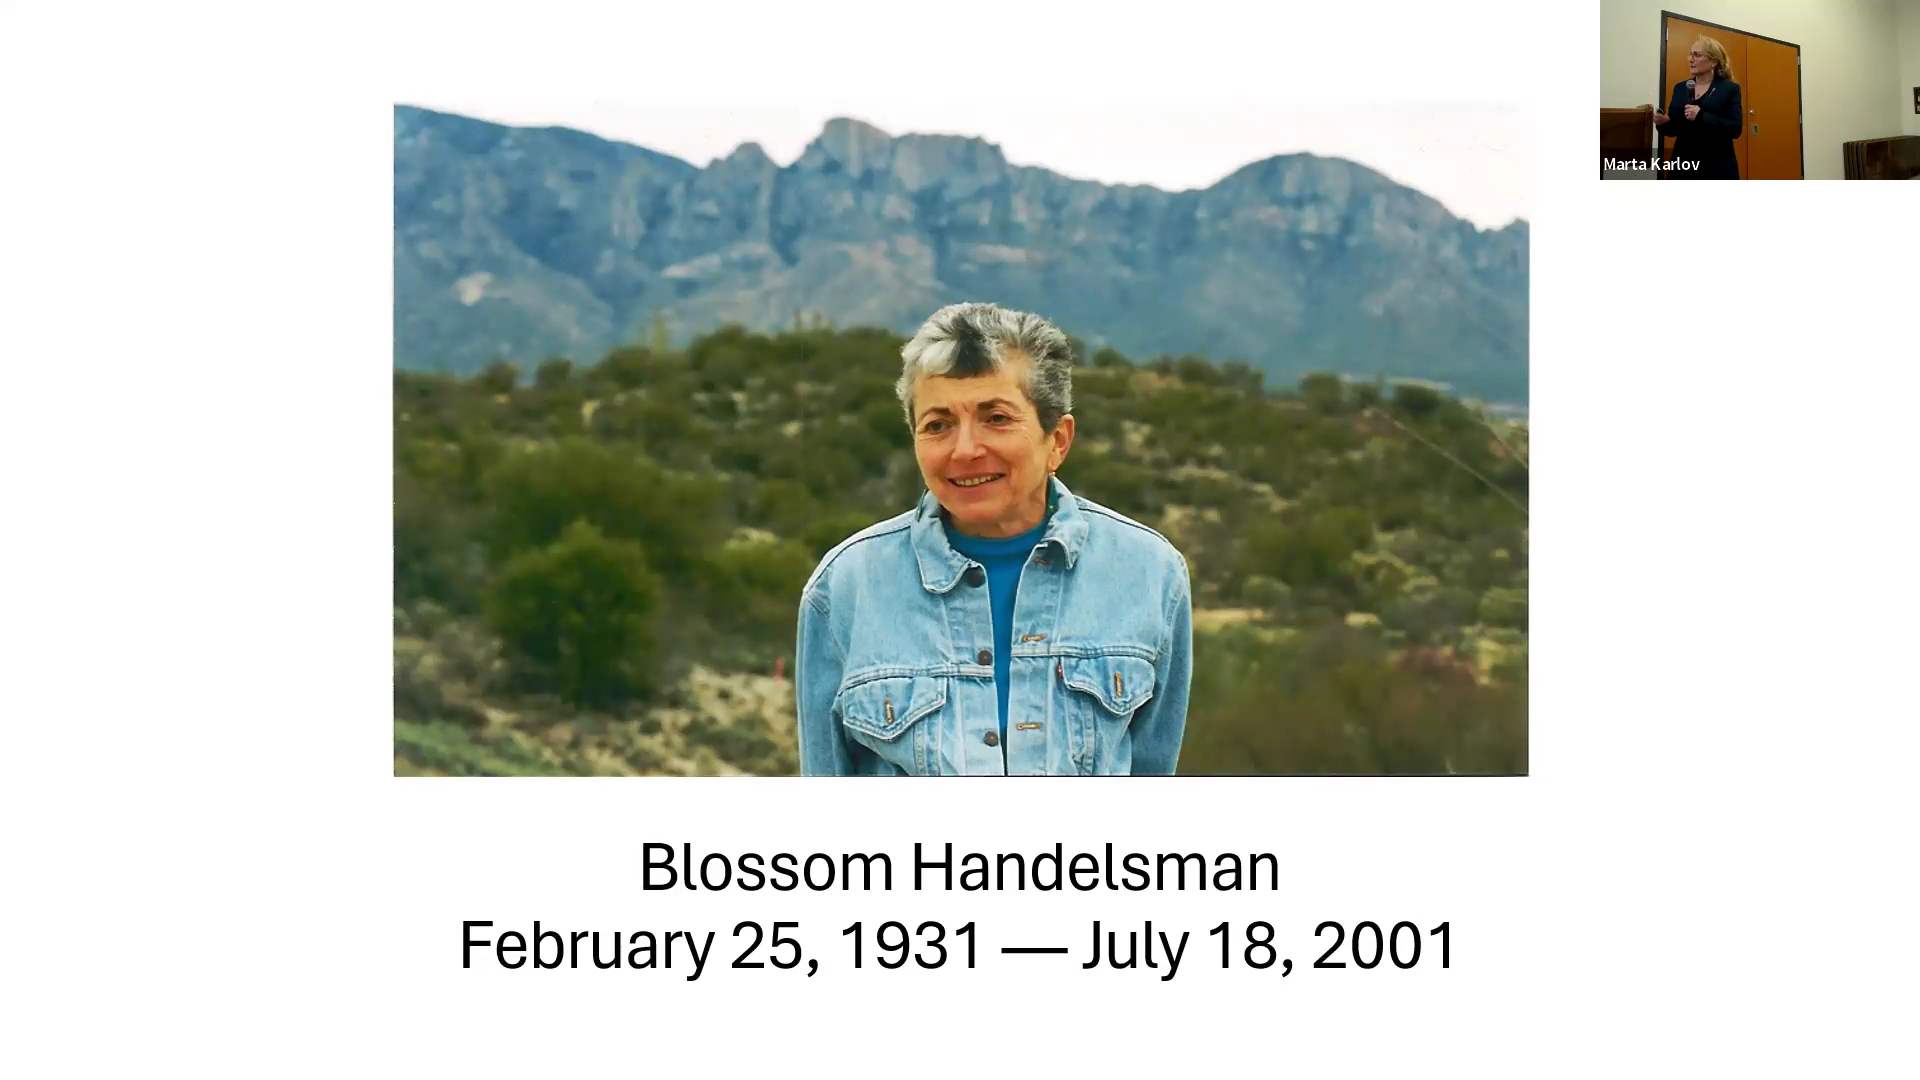 Marta Karlov
Blossom Handelsman
February 25, 1931 — July 18, 2001